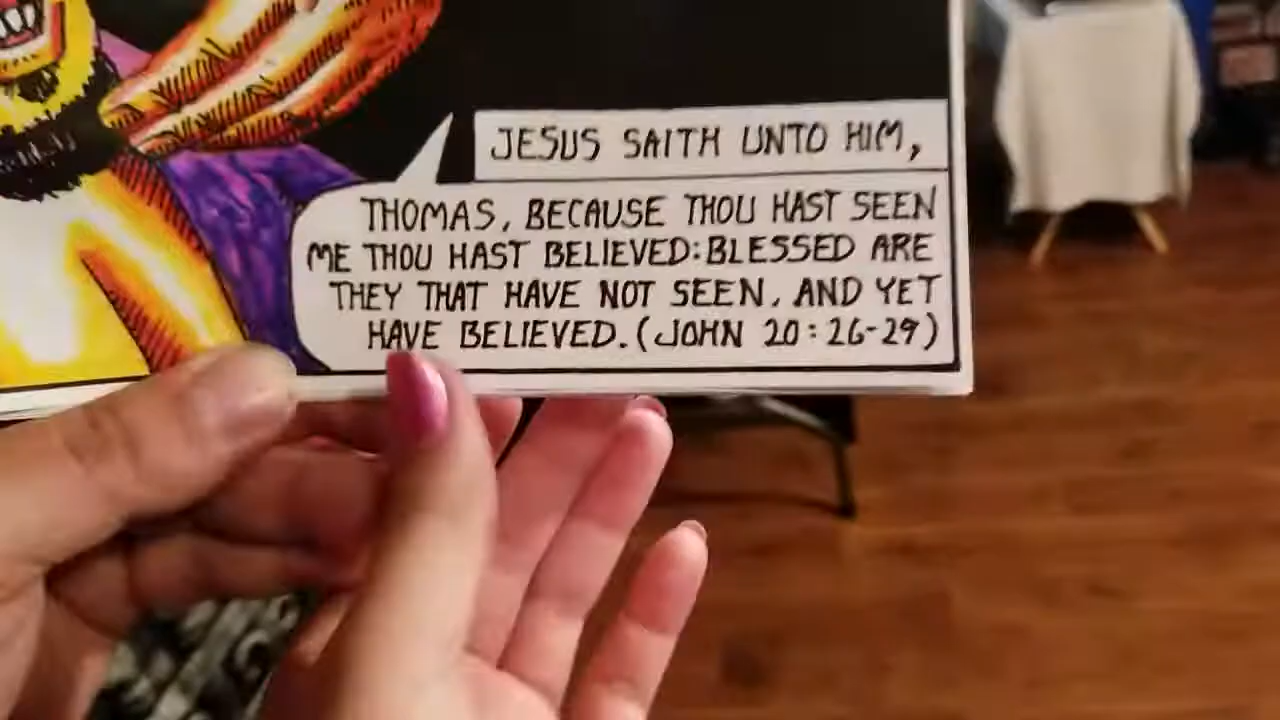 JESUS SAITH UNTO HIM,
THOMAS, BECAUSE THOU HAST SEEN
ME THOU HAST BELIEVED: BLESSED ARE
THEY THAT HAVE NOT SEEN, AND YET
HAVE BELIEVED. (JOHN 20:26-29)